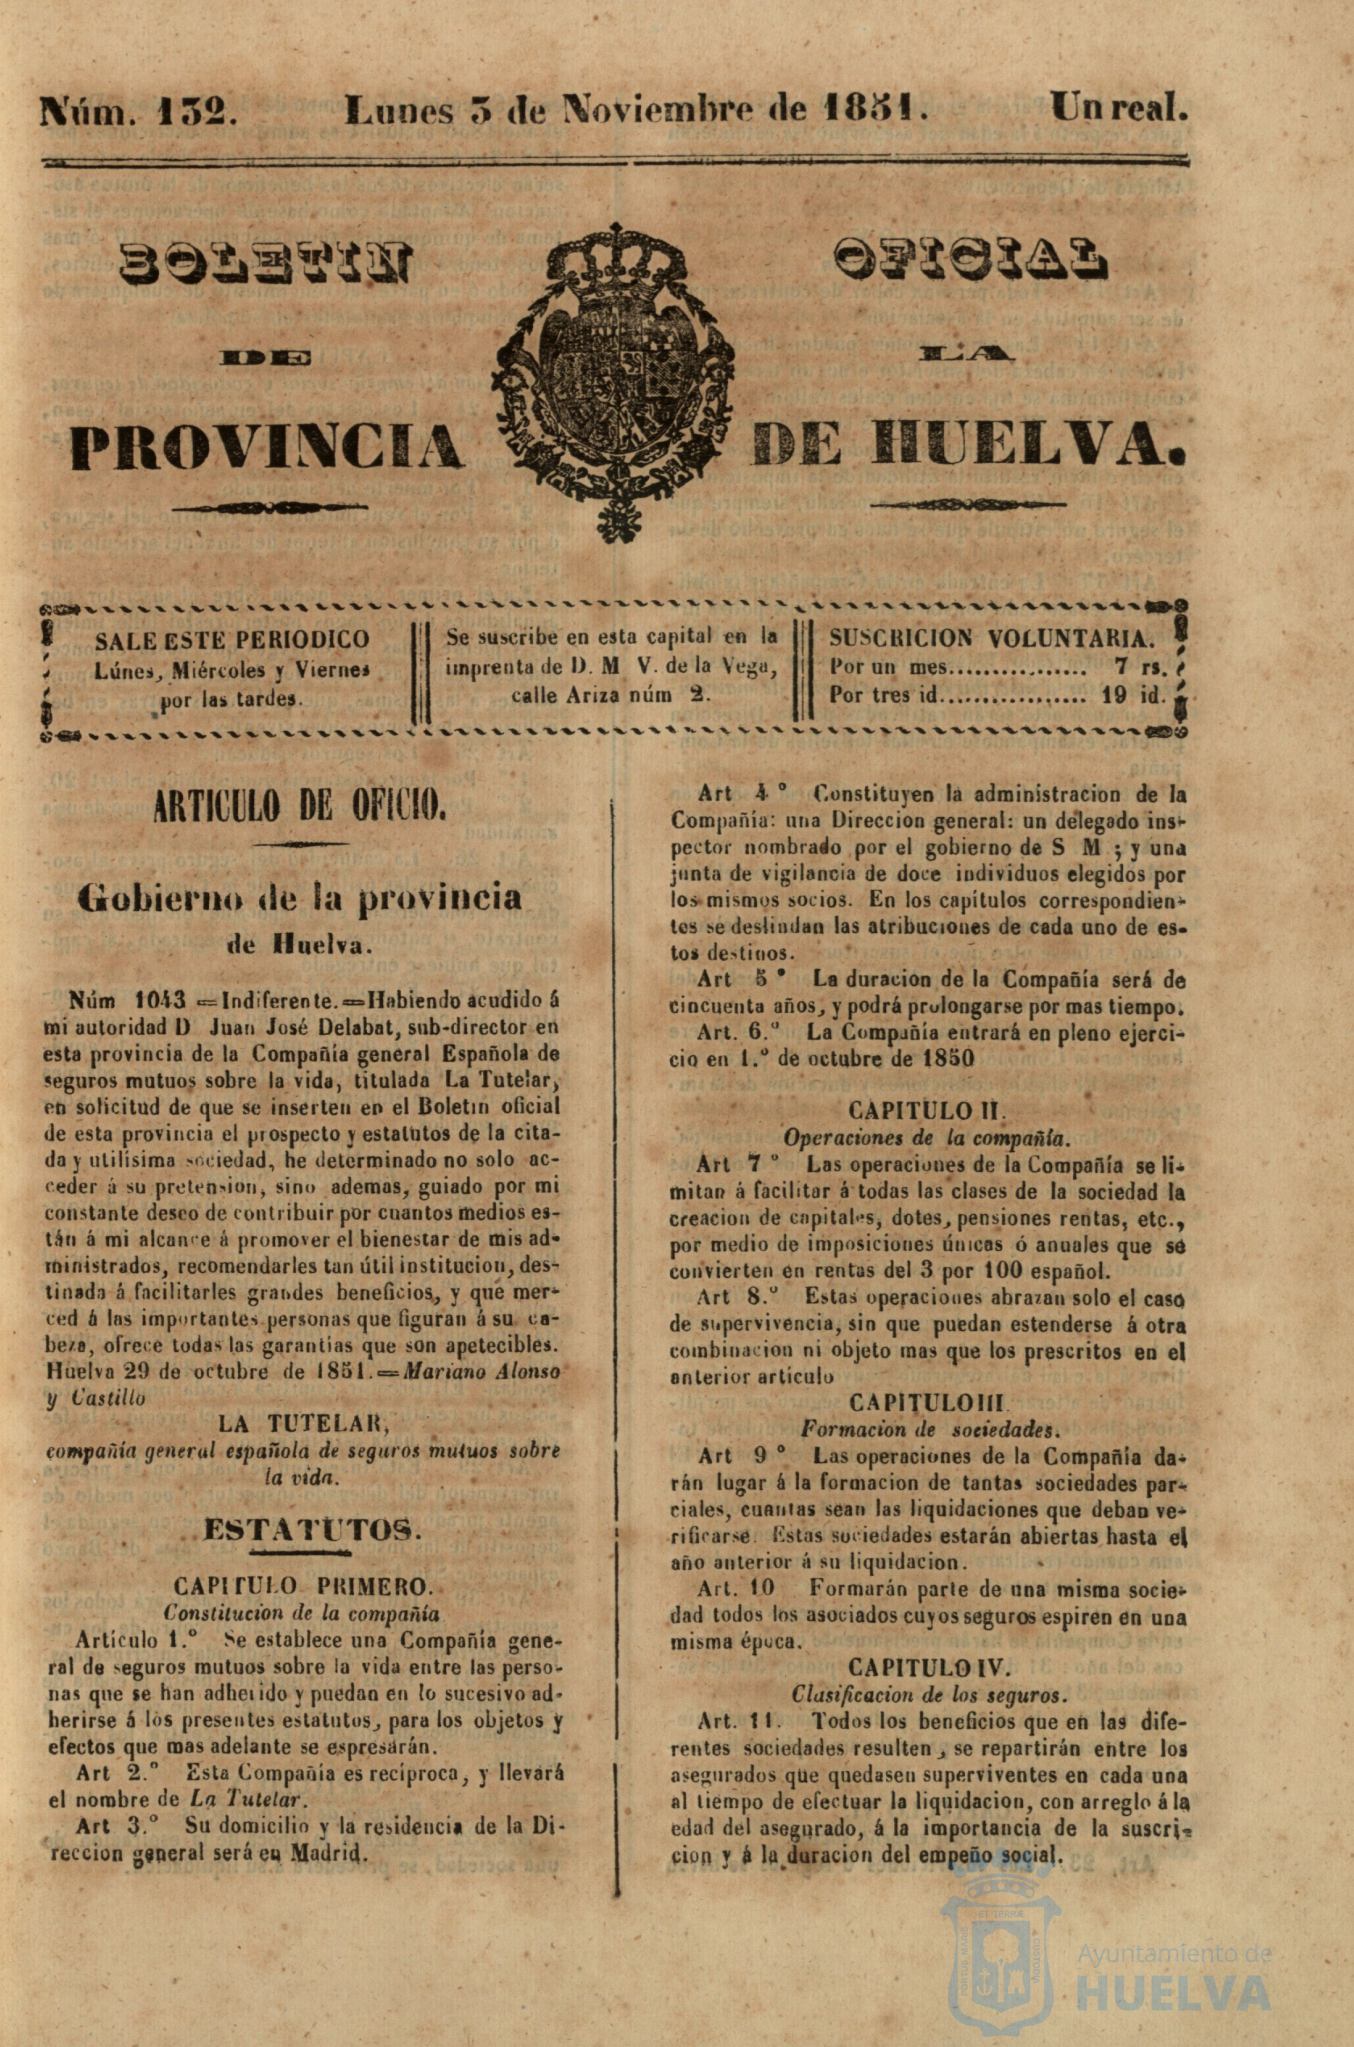 Núm. 132.
Lunes 3 de Noviembre de 1851.
Un real.
BOLETIN OFICIAL
DE LA
PROVINCIA DE HUELVA.
SALE ESTE PERIODICO
Lúnes, Miércoles y Viernes
por las tardes.
Se suscribe en esta capital en la
imprenta de D. M V. de la Vega,
calle Ariza núm 2.
SUSCRICION VOLUNTARIA.
Por un mes................ 7 rs.
Por tres id................. 19 id.
ARTICULO DE OFICIO.
Gobierno de la provincia
de Huelva.
Núm 1043 =Indiferente.=Habiendo acudido á
mi autoridad D Juan José Delabat, sub-director en
esta provincia de la Compañía general Española de
seguros mutuos sobre la vida, titulada La Tutelar,
en solicitud de que se inserten en el Boletin oficial
de esta provincia el prospecto y estatutos de la cita-
da y utilísima sociedad, he determinado no solo ac-
ceder á su pretension, sino ademas, guiado por mi
constante deseo de contribuir por cuantos medios es-
tán á mi alcance á promover el bienestar de mis ad-
ministrados, recomendarles tan útil institucion, des-
tinada á facilitarles grandes beneficios, y que mer-
ced á las importantes personas que figuran á su ca-
beza, ofrece todas las garantías que son apetecibles.
Huelva 29 de octubre de 1851.=Mariano Alonso
y Castillo
LA TUTELAR,
compañía general española de seguros mutuos sobre
la vida.
ESTATUTOS.
CAPITULO PRIMERO.
Constitucion de la compañía
Artículo 1.º Se establece una Compañía gene-
ral de seguros mutuos sobre la vida entre las perso-
nas que se han adherido y puedan en lo sucesivo ad-
herirse á los presentes estatutos, para los objetos y
efectos que mas adelante se espresarán.
Art 2.º Esta Compañía es recíproca, y llevará
el nombre de La Tutelar.
Art 3.º Su domicilio y la residencia de la Di-
reccion general será en Madrid.
Art 4 º Constituyen la administracion de la
Compañía: una Direccion general: un delegado ins-
pector nombrado por el gobierno de S M ; y una
junta de vigilancia de doce individuos elegidos por
los mismos socios. En los capítulos correspondien-
tes se deslindan las atribuciones de cada uno de es-
tos destinos.
Art 5 º La duracion de la Compañía será de
cincuenta años, y podrá prolongarse por mas tiempo.
Art. 6.º La Compañía entrará en pleno ejerci-
cio en 1.º de octubre de 1850
CAPITULO II.
Operaciones de la compañía.
Art 7 º Las operaciones de la Compañía se li-
mitan á facilitar á todas las clases de la sociedad la
creacion de capitales, dotes, pensiones rentas, etc.,
por medio de imposiciones únicas ó anuales que se
convierten en rentas del 3 por 100 español.
Art 8.º Estas operaciones abrazan solo el caso
de supervivencia, sin que puedan estenderse á otra
combinacion ni objeto mas que los prescritos en el
anterior artículo
CAPITULO III.
Formacion de sociedades.
Art 9 º Las operaciones de la Compañía da-
rán lugar á la formacion de tantas sociedades par-
ciales, cuantas sean las liquidaciones que deban ve-
rificarse. Estas sociedades estarán abiertas hasta el
año anterior á su liquidacion.
Art. 10 Formarán parte de una misma socie-
dad todos los asociados cuyos seguros espiren en una
misma época.
CAPITULO IV.
Clasificacion de los seguros.
Art. 11. Todos los beneficios que en las dife-
rentes sociedades resulten, se repartirán entre los
asegurados que quedasen supervivientes en cada una
al tiempo de efectuar la liquidacion, con arreglo á la
edad del asegurado, á la importancia de la suscri-
cion y á la duracion del empeño social.
Ayuntamiento de
HUELVA